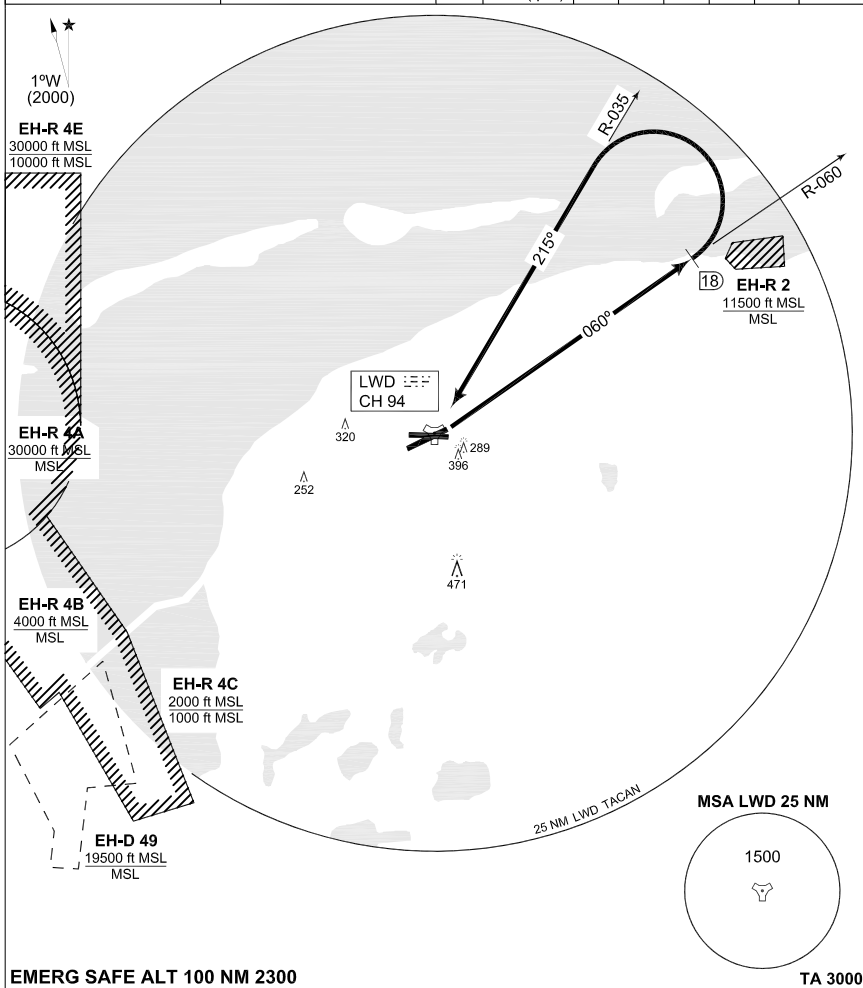 1ºW
(2000)
EH-R 4E
30000 ft MSL
10000 ft MSL
R-035
R-060
215º
18
EH-R 2
11500 ft MSL
MSL
060º
LWD
CH 94
320
289
396
252
EH-R 4A
30000 ft MSL
MSL
471
EH-R 4B
4000 ft MSL
MSL
EH-R 4C
2000 ft MSL
1000 ft MSL
25 NM LWD TACAN
MSA LWD 25 NM
1500
EH-D 49
19500 ft MSL
MSL
EMERG SAFE ALT 100 NM 2300
TA 3000